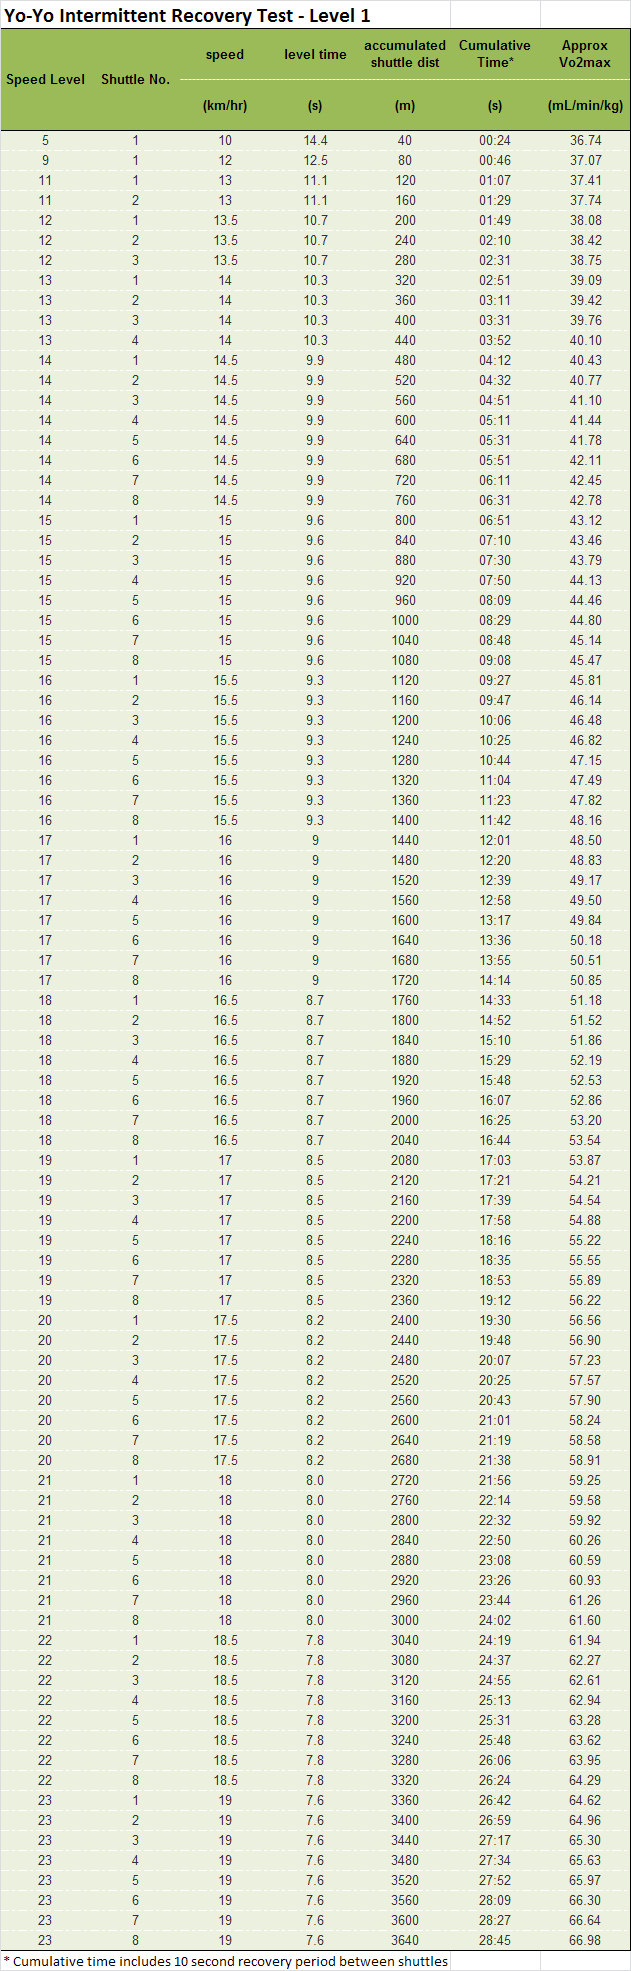 Yo-Yo Intermittent Recovery Test - Level 1
Speed Level Shuttle No. speed (km/hr) level time (s) accumulated shuttle dist (m) Cumulative Time* (s) Approx Vo2max (mL/min/kg)
5 1 10 14.4 40 00:24 36.74
9 1 12 12.5 80 00:46 37.07
11 1 13 11.1 120 01:07 37.41
11 2 13 11.1 160 01:29 37.74
12 1 13.5 10.7 200 01:49 38.08
12 2 13.5 10.7 240 02:10 38.42
12 3 13.5 10.7 280 02:31 38.75
13 1 14 10.3 320 02:51 39.09
13 2 14 10.3 360 03:11 39.42
13 3 14 10.3 400 03:31 39.76
13 4 14 10.3 440 03:52 40.10
14 1 14.5 9.9 480 04:12 40.43
14 2 14.5 9.9 520 04:32 40.77
14 3 14.5 9.9 560 04:51 41.10
14 4 14.5 9.9 600 05:11 41.44
14 5 14.5 9.9 640 05:31 41.78
14 6 14.5 9.9 680 05:51 42.11
14 7 14.5 9.9 720 06:11 42.45
14 8 14.5 9.9 760 06:31 42.78
15 1 15 9.6 800 06:51 43.12
15 2 15 9.6 840 07:10 43.46
15 3 15 9.6 880 07:30 43.79
15 4 15 9.6 920 07:50 44.13
15 5 15 9.6 960 08:09 44.46
15 6 15 9.6 1000 08:29 44.80
15 7 15 9.6 1040 08:48 45.14
15 8 15 9.6 1080 09:08 45.47
16 1 15.5 9.3 1120 09:27 45.81
16 2 15.5 9.3 1160 09:47 46.14
16 3 15.5 9.3 1200 10:06 46.48
16 4 15.5 9.3 1240 10:25 46.82
16 5 15.5 9.3 1280 10:44 47.15
16 6 15.5 9.3 1320 11:04 47.49
16 7 15.5 9.3 1360 11:23 47.82
16 8 15.5 9.3 1400 11:42 48.16
17 1 16 9 1440 12:01 48.50
17 2 16 9 1480 12:20 48.83
17 3 16 9 1520 12:39 49.17
17 4 16 9 1560 12:58 49.50
17 5 16 9 1600 13:17 49.84
17 6 16 9 1640 13:36 50.18
17 7 16 9 1680 13:55 50.51
17 8 16 9 1720 14:14 50.85
18 1 16.5 8.7 1760 14:33 51.18
18 2 16.5 8.7 1800 14:52 51.52
18 3 16.5 8.7 1840 15:10 51.86
18 4 16.5 8.7 1880 15:29 52.19
18 5 16.5 8.7 1920 15:48 52.53
18 6 16.5 8.7 1960 16:07 52.86
18 7 16.5 8.7 2000 16:25 53.20
18 8 16.5 8.7 2040 16:44 53.54
19 1 17 8.5 2080 17:03 53.87
19 2 17 8.5 2120 17:21 54.21
19 3 17 8.5 2160 17:39 54.54
19 4 17 8.5 2200 17:58 54.88
19 5 17 8.5 2240 18:16 55.22
19 6 17 8.5 2280 18:35 55.55
19 7 17 8.5 2320 18:53 55.89
19 8 17 8.5 2360 19:12 56.22
20 1 17.5 8.2 2400 19:30 56.56
20 2 17.5 8.2 2440 19:48 56.90
20 3 17.5 8.2 2480 20:07 57.23
20 4 17.5 8.2 2520 20:25 57.57
20 5 17.5 8.2 2560 20:43 57.90
20 6 17.5 8.2 2600 21:01 58.24
20 7 17.5 8.2 2640 21:19 58.58
20 8 17.5 8.2 2680 21:38 58.91
21 1 18 8.0 2720 21:56 59.25
21 2 18 8.0 2760 22:14 59.58
21 3 18 8.0 2800 22:32 59.92
21 4 18 8.0 2840 22:50 60.26
21 5 18 8.0 2880 23:08 60.59
21 6 18 8.0 2920 23:26 60.93
21 7 18 8.0 2960 23:44 61.26
21 8 18 8.0 3000 24:02 61.60
22 1 18.5 7.8 3040 24:19 61.94
22 2 18.5 7.8 3080 24:37 62.27
22 3 18.5 7.8 3120 24:55 62.61
22 4 18.5 7.8 3160 25:13 62.94
22 5 18.5 7.8 3200 25:31 63.28
22 6 18.5 7.8 3240 25:48 63.62
22 7 18.5 7.8 3280 26:06 63.95
22 8 18.5 7.8 3320 26:24 64.29
23 1 19 7.6 3360 26:42 64.62
23 2 19 7.6 3400 26:59 64.96
23 3 19 7.6 3440 27:17 65.30
23 4 19 7.6 3480 27:34 65.63
23 5 19 7.6 3520 27:52 65.97
23 6 19 7.6 3560 28:09 66.30
23 7 19 7.6 3600 28:27 66.64
23 8 19 7.6 3640 28:45 66.98
* Cumulative time includes 10 second recovery period between shuttles